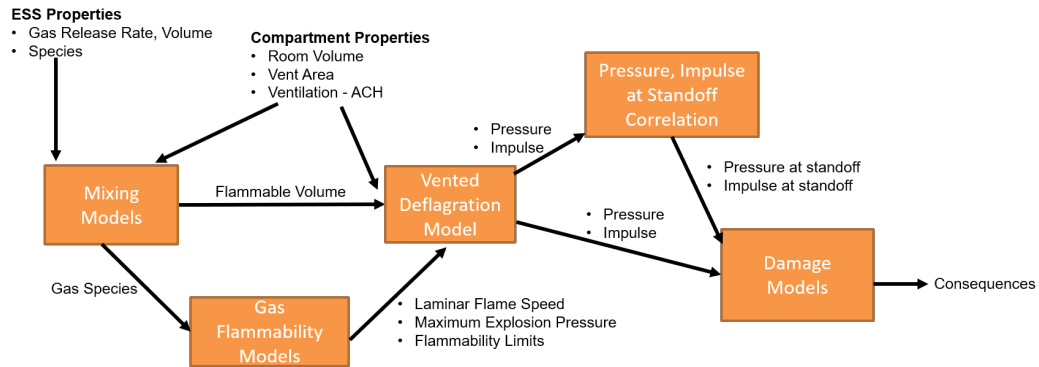 ESS Properties
• Gas Release Rate, Volume
• Species
Compartment Properties
• Room Volume
• Vent Area
• Ventilation - ACH
Pressure, Impulse
at Standoff
Correlation
• Pressure
• Impulse
• Pressure at standoff
• Impulse at standoff
Mixing
Models
Flammable Volume
Vented
Deflagration
Model
• Pressure
• Impulse
Damage
Models
Consequences
Gas Species
Gas
Flammability
Models
• Laminar Flame Speed
• Maximum Explosion Pressure
• Flammability Limits